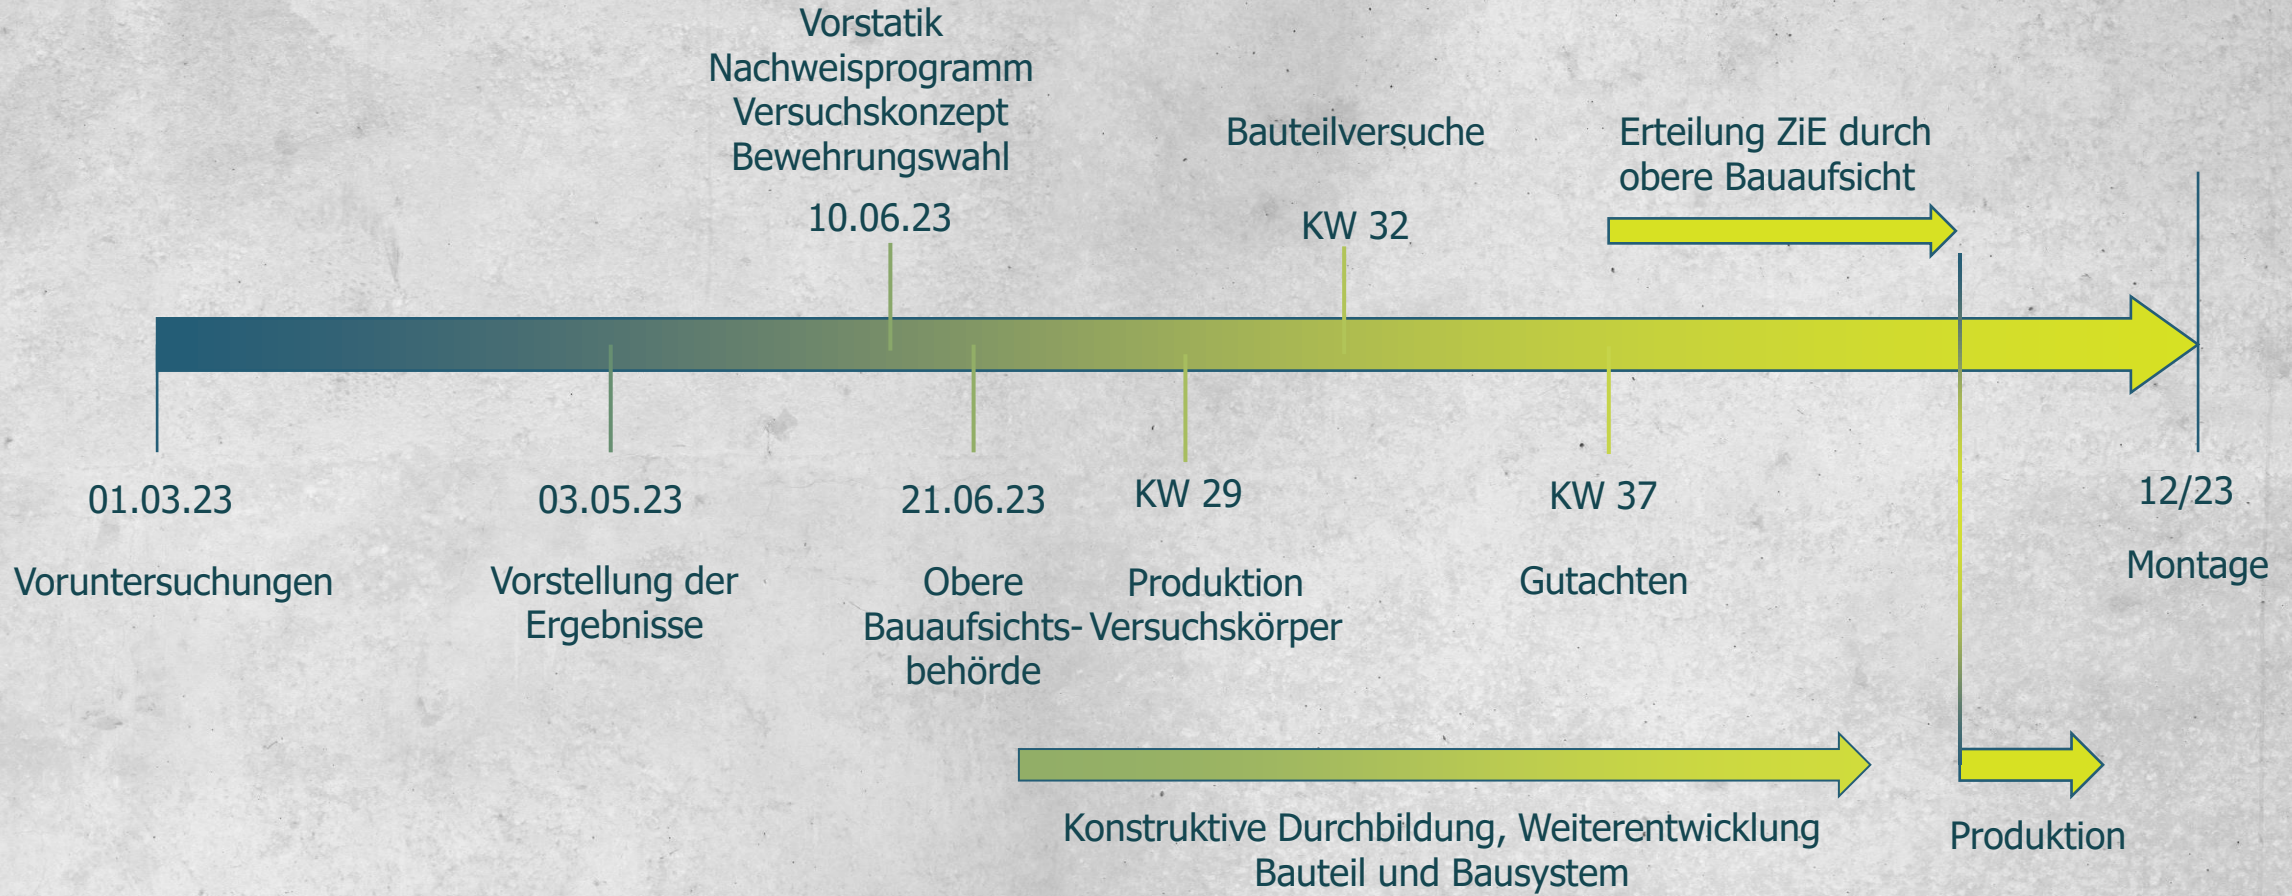 Vorstatik
Nachweisprogramm
Versuchskonzept
Bewehrungswahl
10.06.23
Bauteilversuche
KW 32
Erteilung ZiE durch
obere Bauaufsicht
01.03.23
Voruntersuchungen
03.05.23
Vorstellung der
Ergebnisse
21.06.23
Obere
Bauaufsichts-
behörde
KW 29
Produktion
Versuchskörper
KW 37
Gutachten
12/23
Montage
Konstruktive Durchbildung, Weiterentwicklung
Bauteil und Bausystem
Produktion